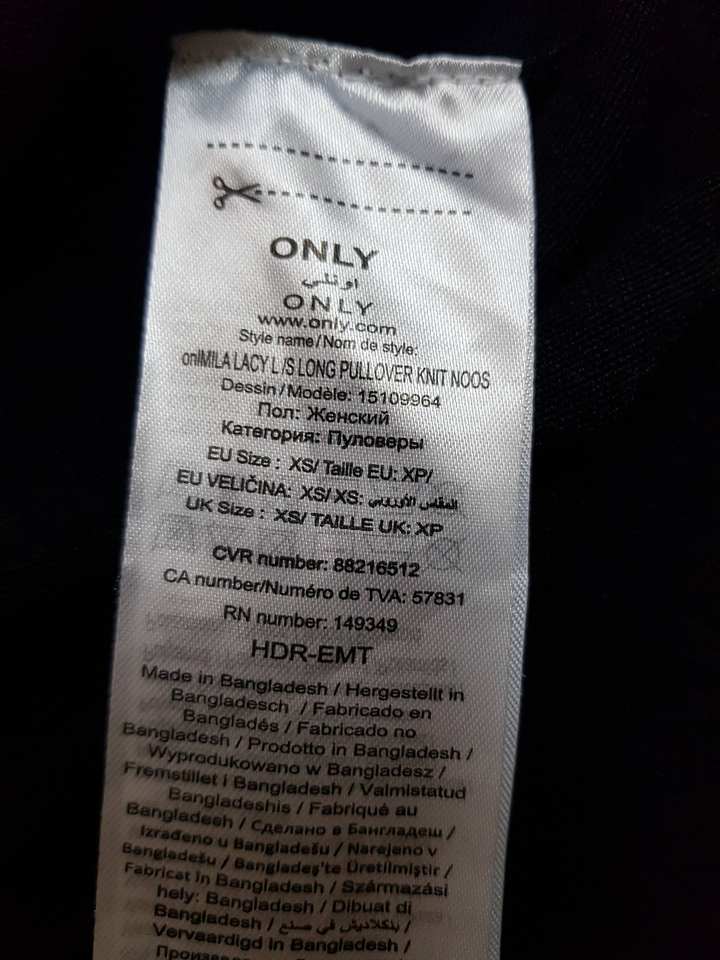 ONLY
اونلي
ONLY
www.only.com
Style name/Nom de style:
onlMILA LACY L/S LONG PULLOVER KNIT NOOS
Dessin/Modèle: 15109964
Пол: Женский
Категория: Пуловеры
EU Size : XS/ Taille EU: XP/
EU VELIČINA: XS/ XS: المقاس الأوروبي
UK Size : XS/ TAILLE UK: XP
CVR number: 88216512
CA number/Numéro de TVA: 57831
RN number: 149349
HDR-EMT
Made in Bangladesh / Hergestellt in
Bangladesch / Fabricado en
Bangladés / Fabricado no
Bangladesh / Prodotto in Bangladesh /
Wyprodukowano w Bangladesz /
Fremstillet i Bangladesh / Valmistatud
Bangladeshis / Fabriqué au
Bangladesh / Сделано в Бангладеш /
Izrađeno u Bangladešu / Narejeno v
Bangladešu / Bangladeş'te Üretilmiştir /
Fabricat în Bangladesh / Származási
hely: Bangladesh / Dibuat di
Bangladesh / بنكلاديش في صنع /
Vervaardigd in Bangladesh /